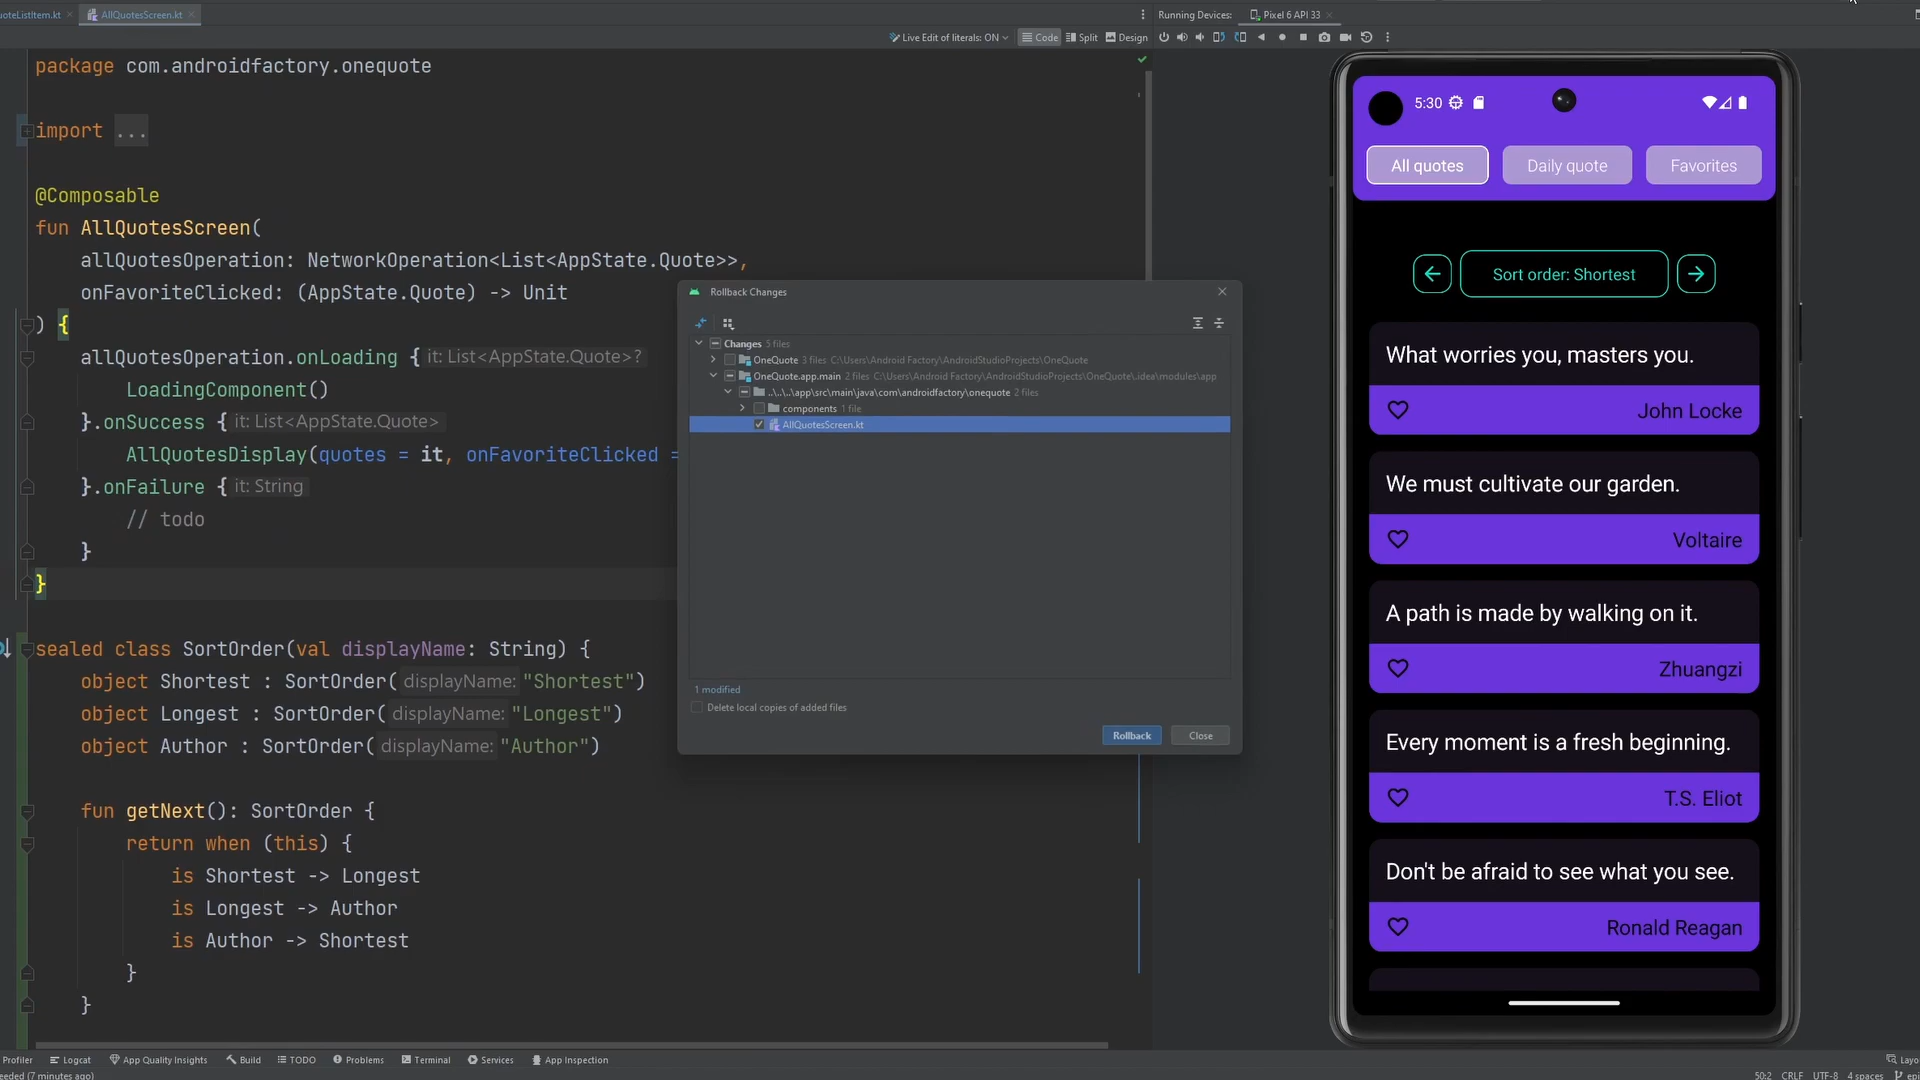 uoteListItem.kt
AllQuotesScreen.kt
Running Devices:
Pixel 6 API 33
Live Edit of literals: ON
Code
Split
Design
package com.androidfactory.onequote
import ...
@Composable
fun AllQuotesScreen(
allQuotesOperation: NetworkOperation<List<AppState.Quote>>,
onFavoriteClicked: (AppState.Quote) -> Unit
) {
allQuotesOperation.onLoading { it: List<AppState.Quote>?
LoadingComponent()
}.onSuccess { it: List<AppState.Quote>
AllQuotesDisplay(quotes = it, onFavoriteClicked =
}.onFailure { it: String
// todo
}
}
sealed class SortOrder(val displayName: String) {
object Shortest : SortOrder( displayName: "Shortest")
object Longest : SortOrder( displayName: "Longest")
object Author : SortOrder( displayName: "Author")
fun getNext(): SortOrder {
return when (this) {
is Shortest -> Longest
is Longest -> Author
is Author -> Shortest
}
}
Rollback Changes
Changes 5 files
OneQuote 3 files C:\Users\Android Factory\AndroidStudioProjects\OneQuote
OneQuote.app.main 2 files C:\Users\Android Factory\AndroidStudioProjects\OneQuote\.idea\modules\app
..\..\..\app\src\main\java\com\androidfactory\onequote 2 files
components 1 file
AllQuotesScreen.kt
1 modified
Delete local copies of added files
Rollback
Close
5:30
All quotes
Daily quote
Favorites
Sort order: Shortest
What worries you, masters you.
John Locke
We must cultivate our garden.
Voltaire
A path is made by walking on it.
Zhuangzi
Every moment is a fresh beginning.
T.S. Eliot
Don't be afraid to see what you see.
Ronald Reagan
Profiler
Logcat
App Quality Insights
Build
TODO
Problems
Terminal
Services
App Inspection
Layo
eeded (7 minutes ago)
50:2
CRLF
UTF-8
4 spaces
epi